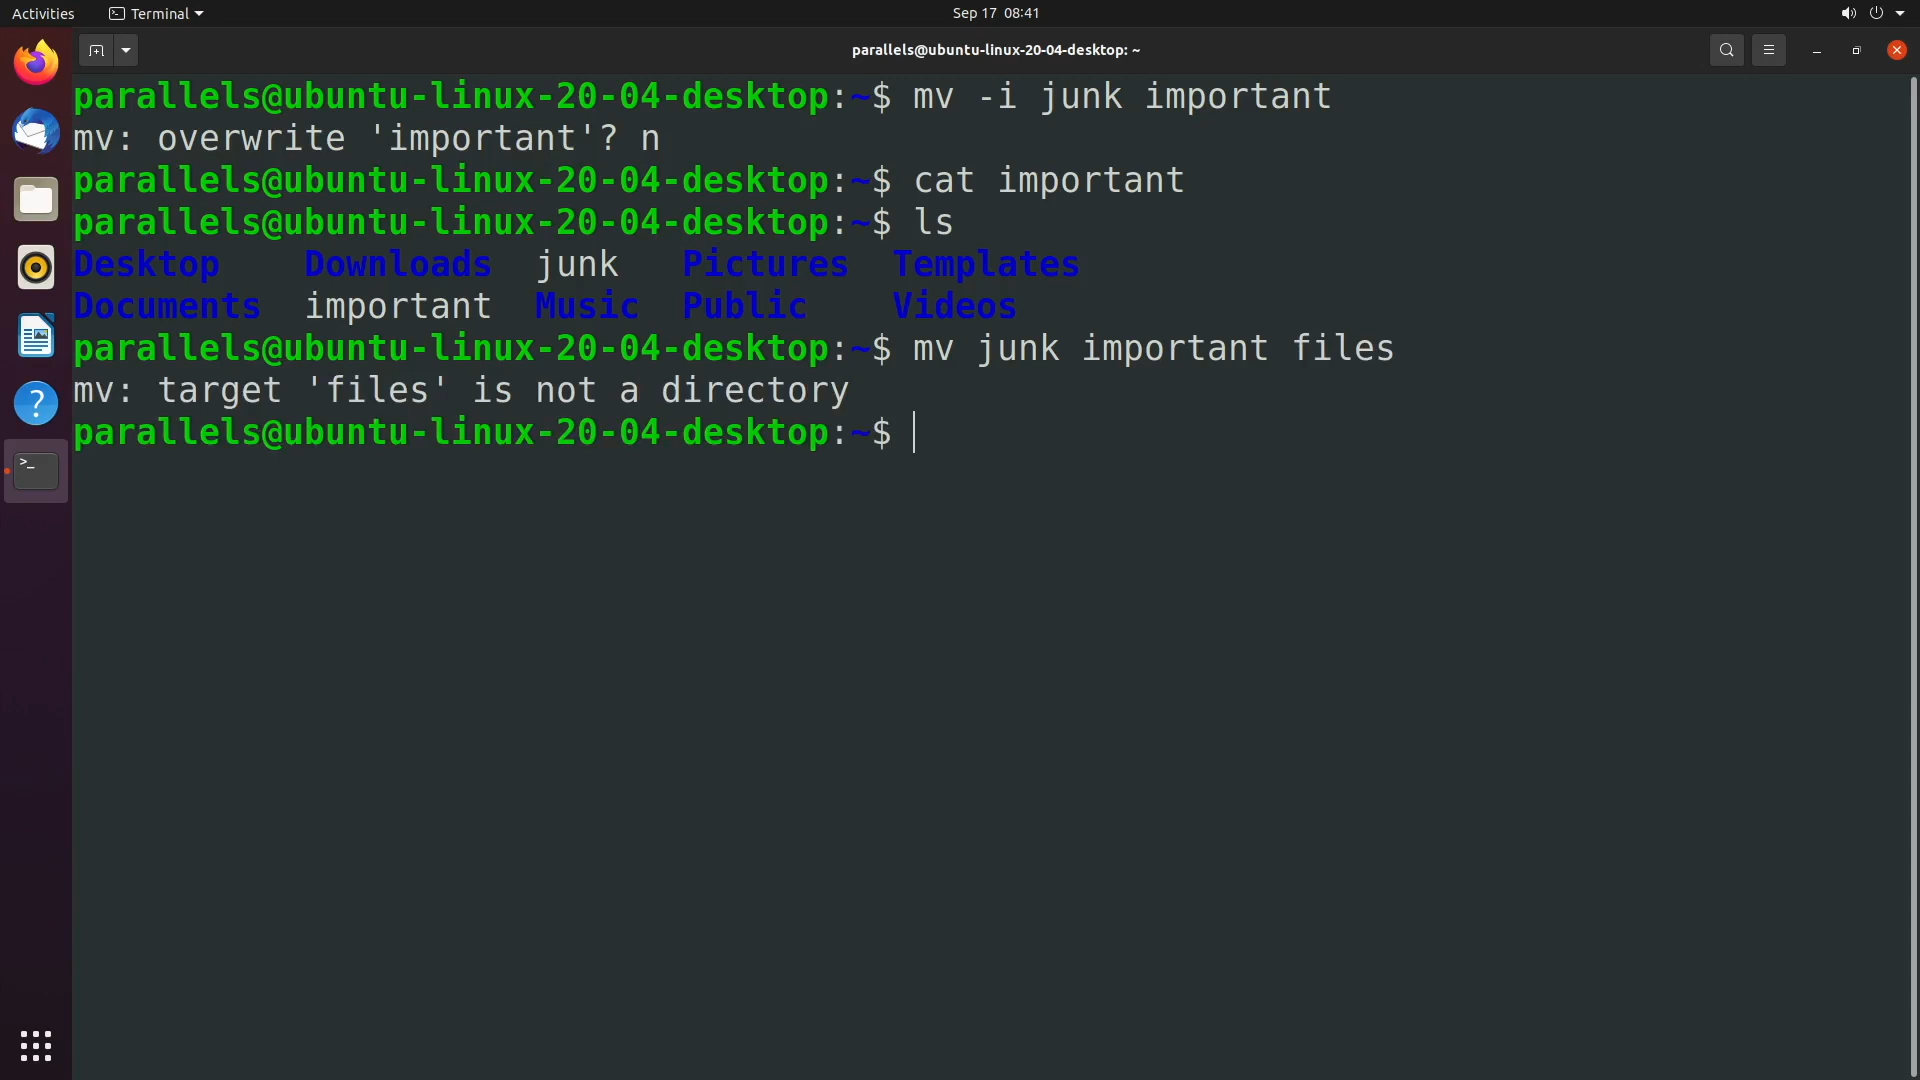 Activities Terminal Sep 17 08:41
parallels@ubuntu-linux-20-04-desktop: ~
parallels@ubuntu-linux-20-04-desktop:~$ mv -i junk important
mv: overwrite 'important'? n
parallels@ubuntu-linux-20-04-desktop:~$ cat important
parallels@ubuntu-linux-20-04-desktop:~$ ls
Desktop Downloads junk Pictures Templates
Documents important Music Public Videos
parallels@ubuntu-linux-20-04-desktop:~$ mv junk important files
mv: target 'files' is not a directory
parallels@ubuntu-linux-20-04-desktop:~$